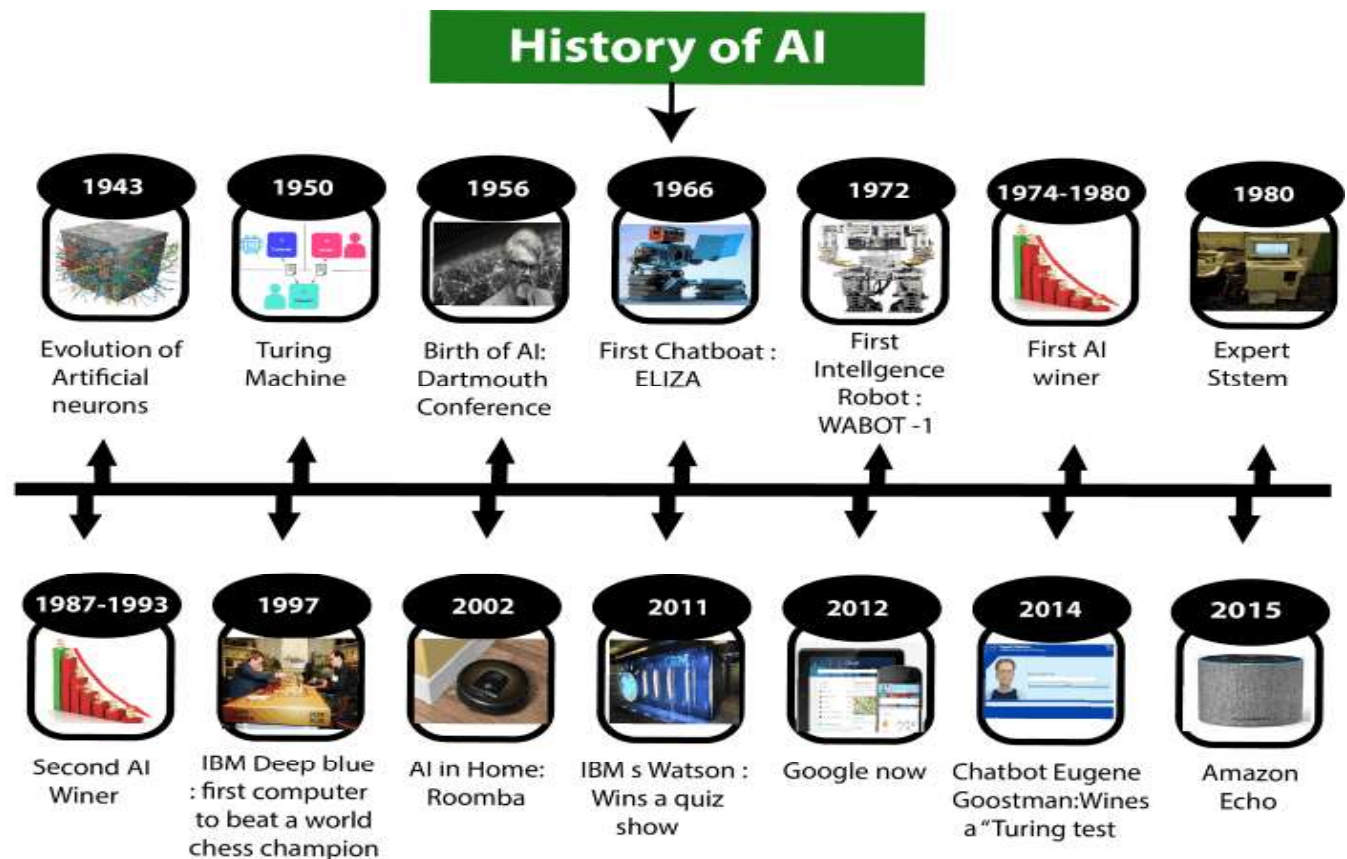 History of AI
1943
1950
1956
1966
1972
1974-1980
1980
Evolution of
Artificial
neurons
Turing
Machine
Birth of AI:
Dartmouth
Conference
First Chatboat :
ELIZA
First
Intellgence
Robot :
WABOT -1
First AI
winer
Expert
Ststem
1987-1993
1997
2002
2011
2012
2014
2015
Second AI
Winer
IBM Deep blue
: first computer
to beat a world
chess champion
AI in Home:
Roomba
IBM s Watson :
Wins a quiz
show
Google now
Chatbot Eugene
Goostman:Wines
a “Turing test
Amazon
Echo